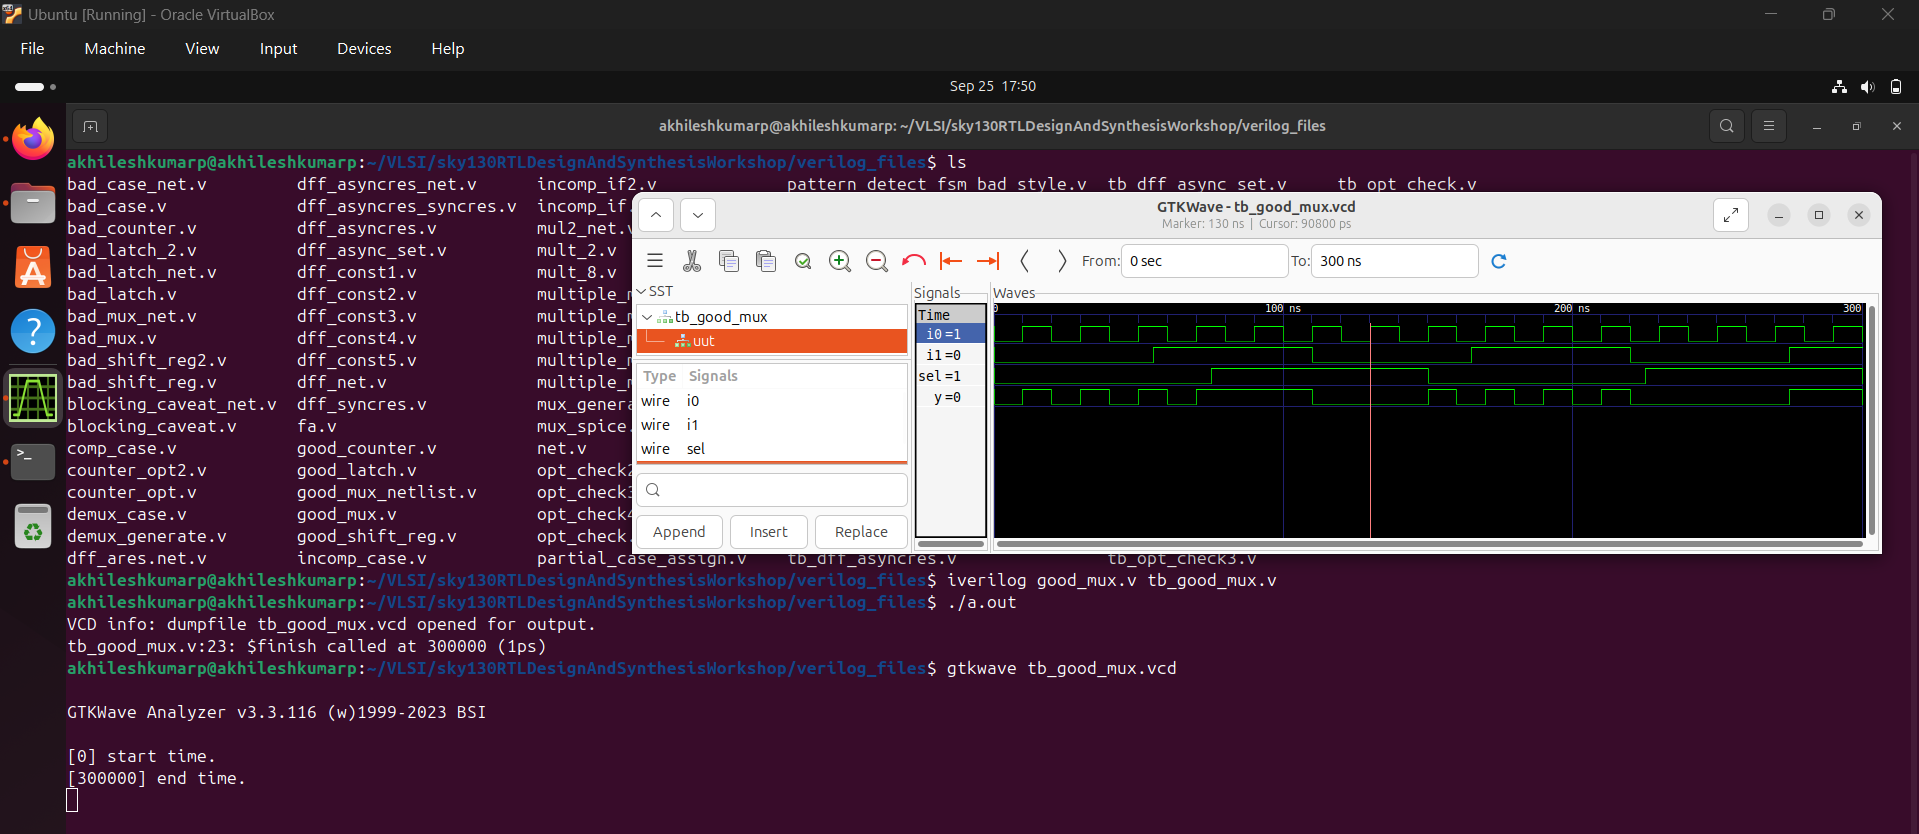 Ubuntu [Running] - Oracle VirtualBox
File Machine View Input Devices Help
Sep 25 17:50
akhileshkumarp@akhileshkumarp: ~/VLSI/sky130RTLDesignAndSynthesisWorkshop/verilog_files
akhileshkumarp@akhileshkumarp:~/VLSI/sky130RTLDesignAndSynthesisWorkshop/verilog_files$ ls
bad_case_net.v dff_asyncres_net.v incomp_if2.v pattern_detect_fsm_bad_style.v tb_dff_async_set.v tb_opt_check.v
bad_case.v dff_asyncres_syncres.v incomp_if.
bad_counter.v dff_asyncres.v mul2_net.v
bad_latch_2.v dff_async_set.v mult_2.v
bad_latch_net.v dff_const1.v mult_8.v
bad_latch.v dff_const2.v multiple_
bad_mux_net.v dff_const3.v multiple_
bad_mux.v dff_const4.v multiple_
bad_shift_reg2.v dff_const5.v multiple_
bad_shift_reg.v dff_net.v multiple_
blocking_caveat_net.v dff_syncres.v mux_genera
blocking_caveat.v fa.v mux_spice.
comp_case.v good_counter.v net.v
counter_opt2.v good_latch.v opt_check2
counter_opt.v good_mux_netlist.v opt_check3
demux_case.v good_mux.v opt_check4
demux_generate.v good_shift_reg.v opt_check.
dff_ares.net.v incomp_case.v partial_case_assign.v tb_dff_asyncres.v tb_opt_check3.v
akhileshkumarp@akhileshkumarp:~/VLSI/sky130RTLDesignAndSynthesisWorkshop/verilog_files$ iverilog good_mux.v tb_good_mux.v
akhileshkumarp@akhileshkumarp:~/VLSI/sky130RTLDesignAndSynthesisWorkshop/verilog_files$ ./a.out
VCD info: dumpfile tb_good_mux.vcd opened for output.
tb_good_mux.v:23: $finish called at 300000 (1ps)
akhileshkumarp@akhileshkumarp:~/VLSI/sky130RTLDesignAndSynthesisWorkshop/verilog_files$ gtkwave tb_good_mux.vcd
GTKWave Analyzer v3.3.116 (w)1999-2023 BSI
[0] start time.
[300000] end time.
GTKWave - tb_good_mux.vcd
Marker: 130 ns | Cursor: 90800 ps
From: 0 sec To: 300 ns
SST
tb_good_mux
uut
Type Signals
wire i0
wire i1
wire sel
Append Insert Replace
Signals
Time
i0 =1
i1 =0
sel =1
y =0
Waves
0 100 ns 200 ns 300